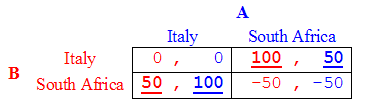 A
Italy South Africa
Italy 0 , 0 100 , 50
B
South Africa 50 , 100 −50 , −50